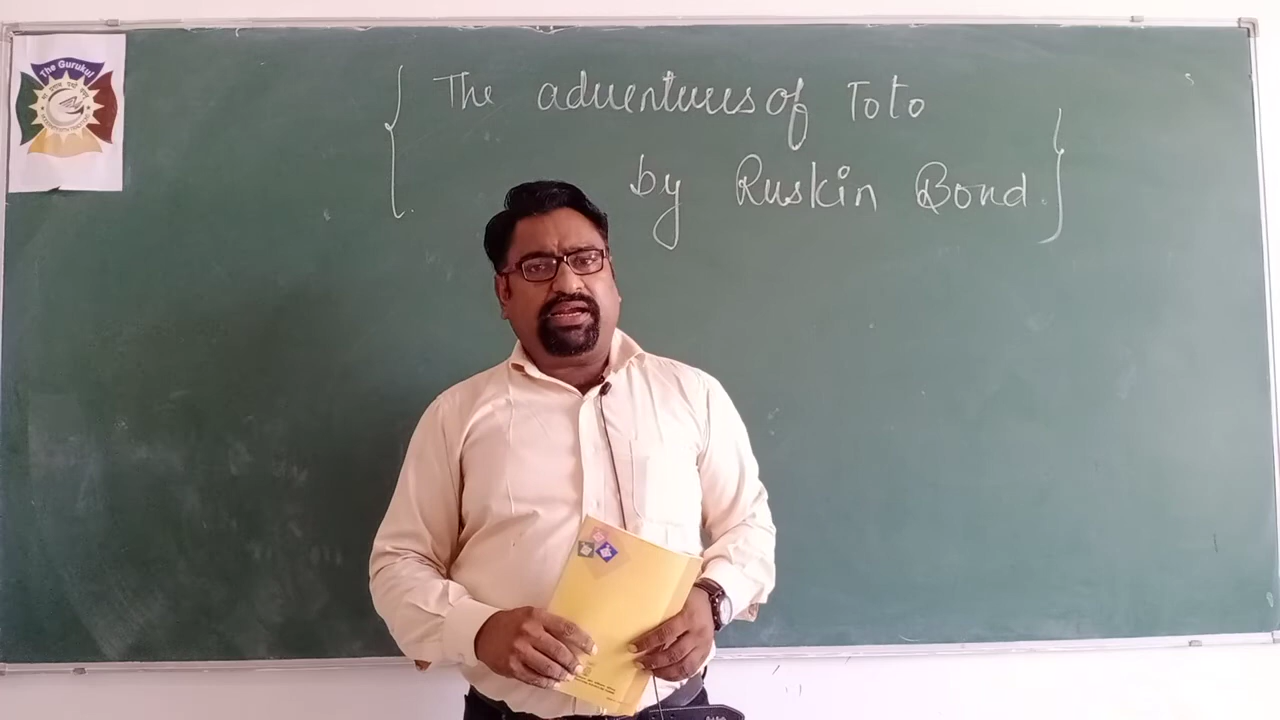 The Gurukul
{ The adventures of Toto
by Ruskin Bond. }